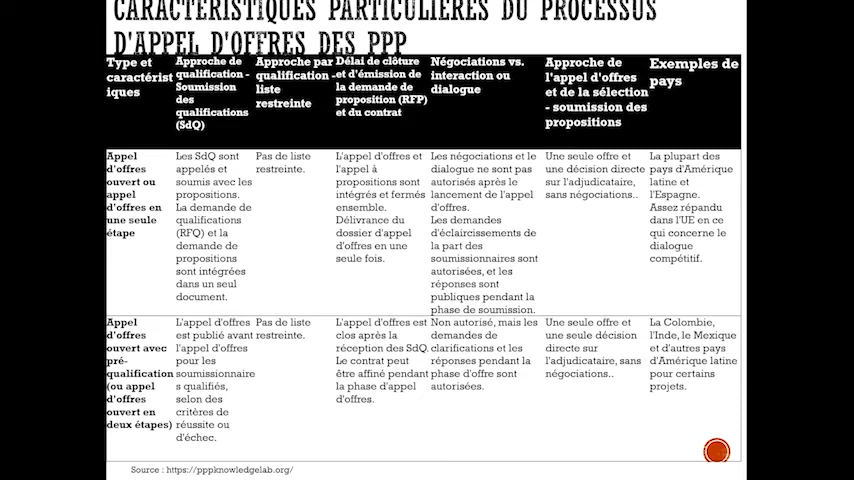 CARACTÉRISTIQUES PARTICULIÈRES DU PROCESSUS
D'APPEL D'OFFRES DES PPP
Type et
caractérist
iques
Approche de
qualification -
Soumission
des
qualifications
(SdQ)
Approche par
qualification -
liste
restreinte
Délai de clôture
et d'émission de
la demande de
proposition (RFP)
et du contrat
Négociations vs.
interaction ou
dialogue
Approche de
l'appel d'offres
et de la sélection
- soumission des
propositions
Exemples de
pays
Appel
d'offres
ouvert ou
appel
d'offres en
une seule
étape
Les SdQ sont
appelés et
soumis avec les
propositions.
La demande de
qualifications
(RFQ) et la
demande de
propositions
sont intégrées
dans un seul
document.
Pas de liste
restreinte.
L'appel d'offres et
l'appel à
propositions sont
intégrés et fermés
ensemble.
Délivrance du
dossier d'appel
d'offres en une
seule fois.
Les négociations et le
dialogue ne sont pas
autorisés après le
lancement de l'appel
d'offres.
Les demandes
d'éclaircissements de
la part des
soumissionnaires sont
autorisées, et les
réponses sont
publiques pendant la
phase de soumission.
Une seule offre et
une décision directe
sur l'adjudicataire,
sans négociations..
La plupart des
pays d'Amérique
latine et
l'Espagne.
Assez répandu
dans l'UE en ce
qui concerne le
dialogue
compétitif.
Appel
d'offres
ouvert avec
pré-
qualification
(ou appel
d'offres
ouvert en
deux étapes)
L'appel d'offres
est publié avant
l'appel d'offres
pour les
soumissionnaire
s qualifiés,
selon des
critères de
réussite ou
d'échec.
Pas de liste
restreinte.
L'appel d'offres est
clos après la
réception des SdQ.
Le contrat peut
être affiné pendant
la phase d'appel
d'offres.
Non autorisé, mais les
demandes de
clarifications et les
réponses pendant la
phase d'offre sont
autorisées.
Une seule offre et
une seule décision
directe sur
l'adjudicataire, sans
négociations..
La Colombie,
l'Inde, le Mexique
et d'autres pays
d'Amérique latine
pour certains
projets.
Source : https://pppknowledgelab.org/